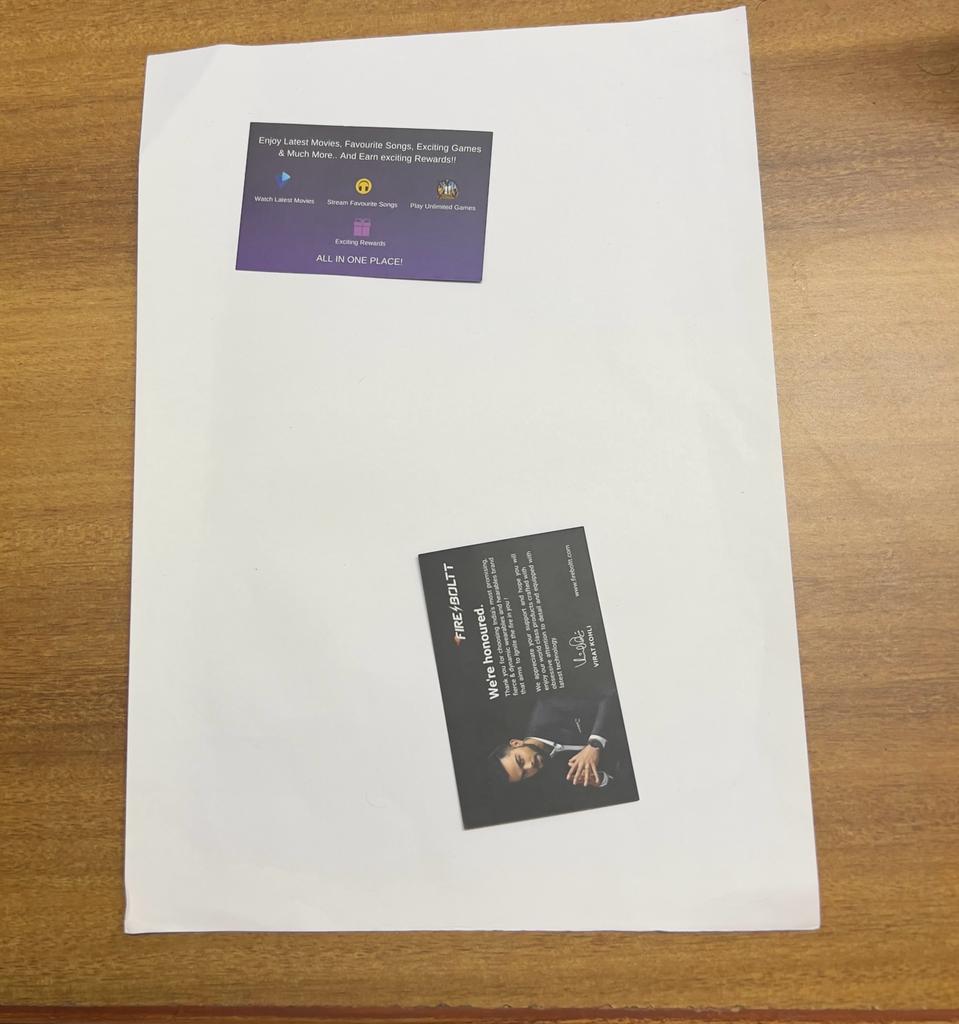 Enjoy Latest Movies, Favourite Songs, Exciting Games
& Much More.. And Earn exciting Rewards!!
Watch Latest Movies
Stream Favourite Songs
Play Unlimited Games
Exciting Rewards
ALL IN ONE PLACE!
FIRE BOLTT
We're honoured.
Thank you for choosing India's most promising,
fierce & dynamic wearables and hearables brand
that aims to ignite the fire in you !
We appreciate your support and hope you will
enjoy our world class products crafted with
obsessive attention to detail and equipped with
latest technology
VIRAT KOHLI
www.fireboltt.com